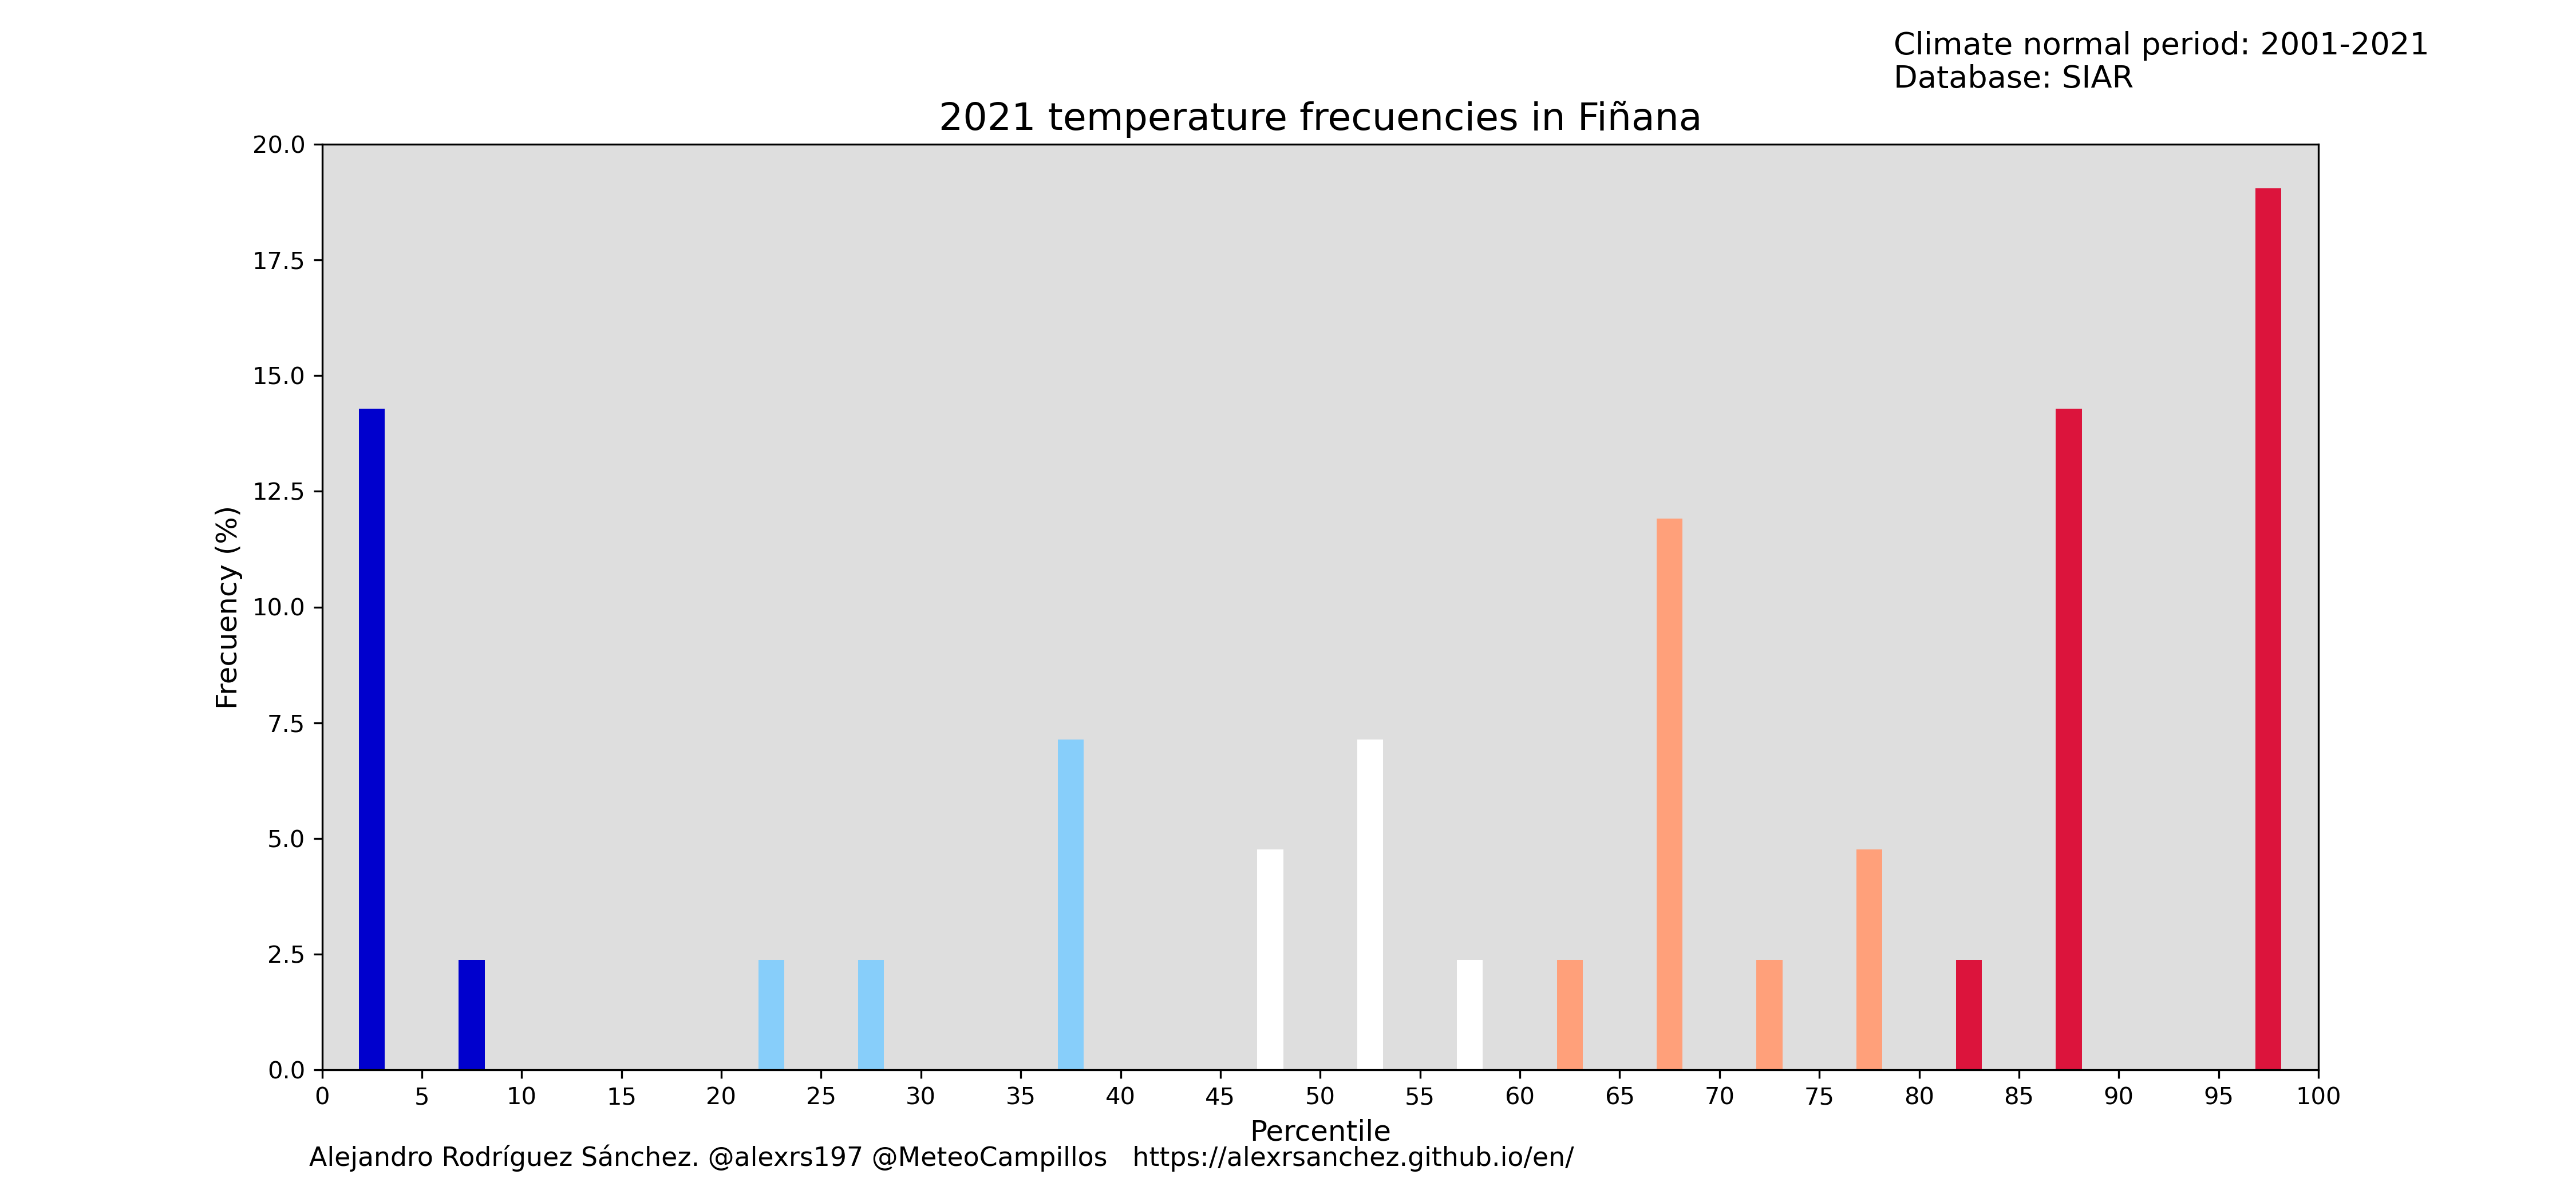 Climate normal period: 2001-2021
Database: SIAR
2021 temperature frecuencies in Fiñana
20.0
17.5
15.0
12.5
10.0
7.5
5.0
2.5
0.0
Frecuency (%)
0 5 10 15 20 25 30 35 40 45 50 55 60 65 70 75 80 85 90 95 100
Percentile
Alejandro Rodríguez Sánchez. @alexrs197 @MeteoCampillos https://alexrsanchez.github.io/en/